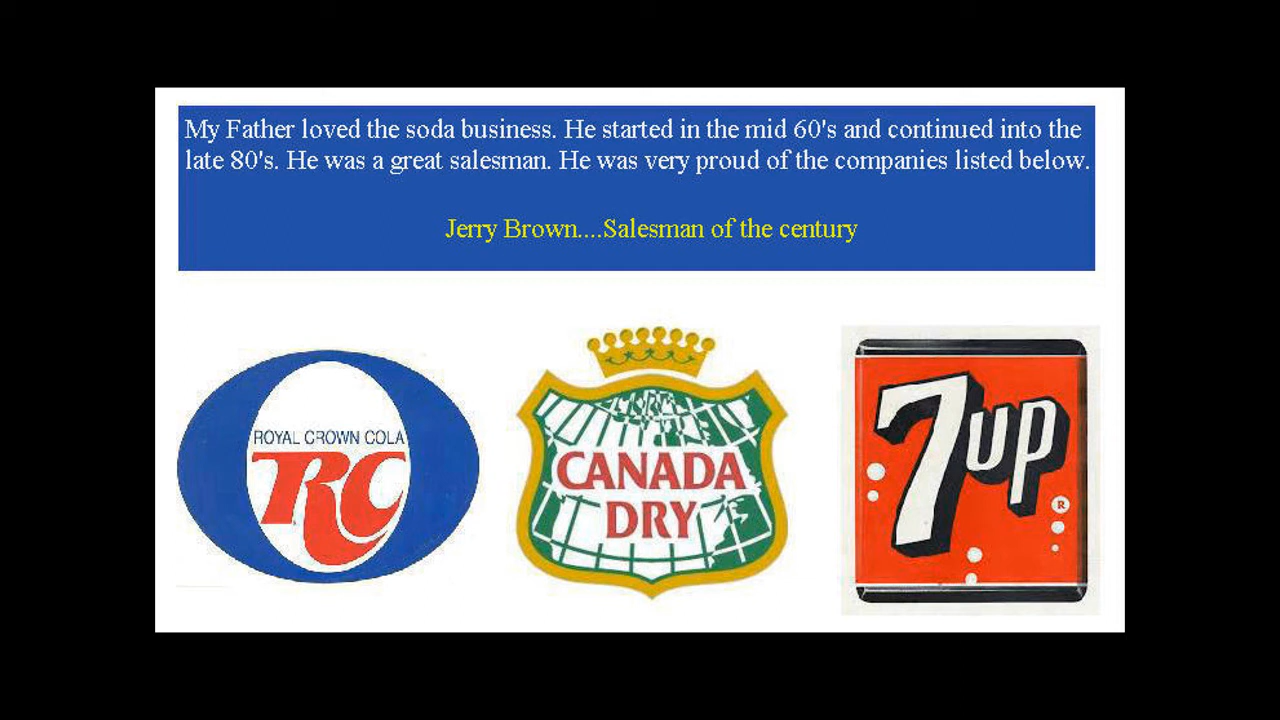 My Father loved the soda business. He started in the mid 60's and continued into the
late 80's. He was a great salesman. He was very proud of the companies listed below.
Jerry Brown....Salesman of the century
ROYAL CROWN COLA
RC
CANADA
DRY
7up
®